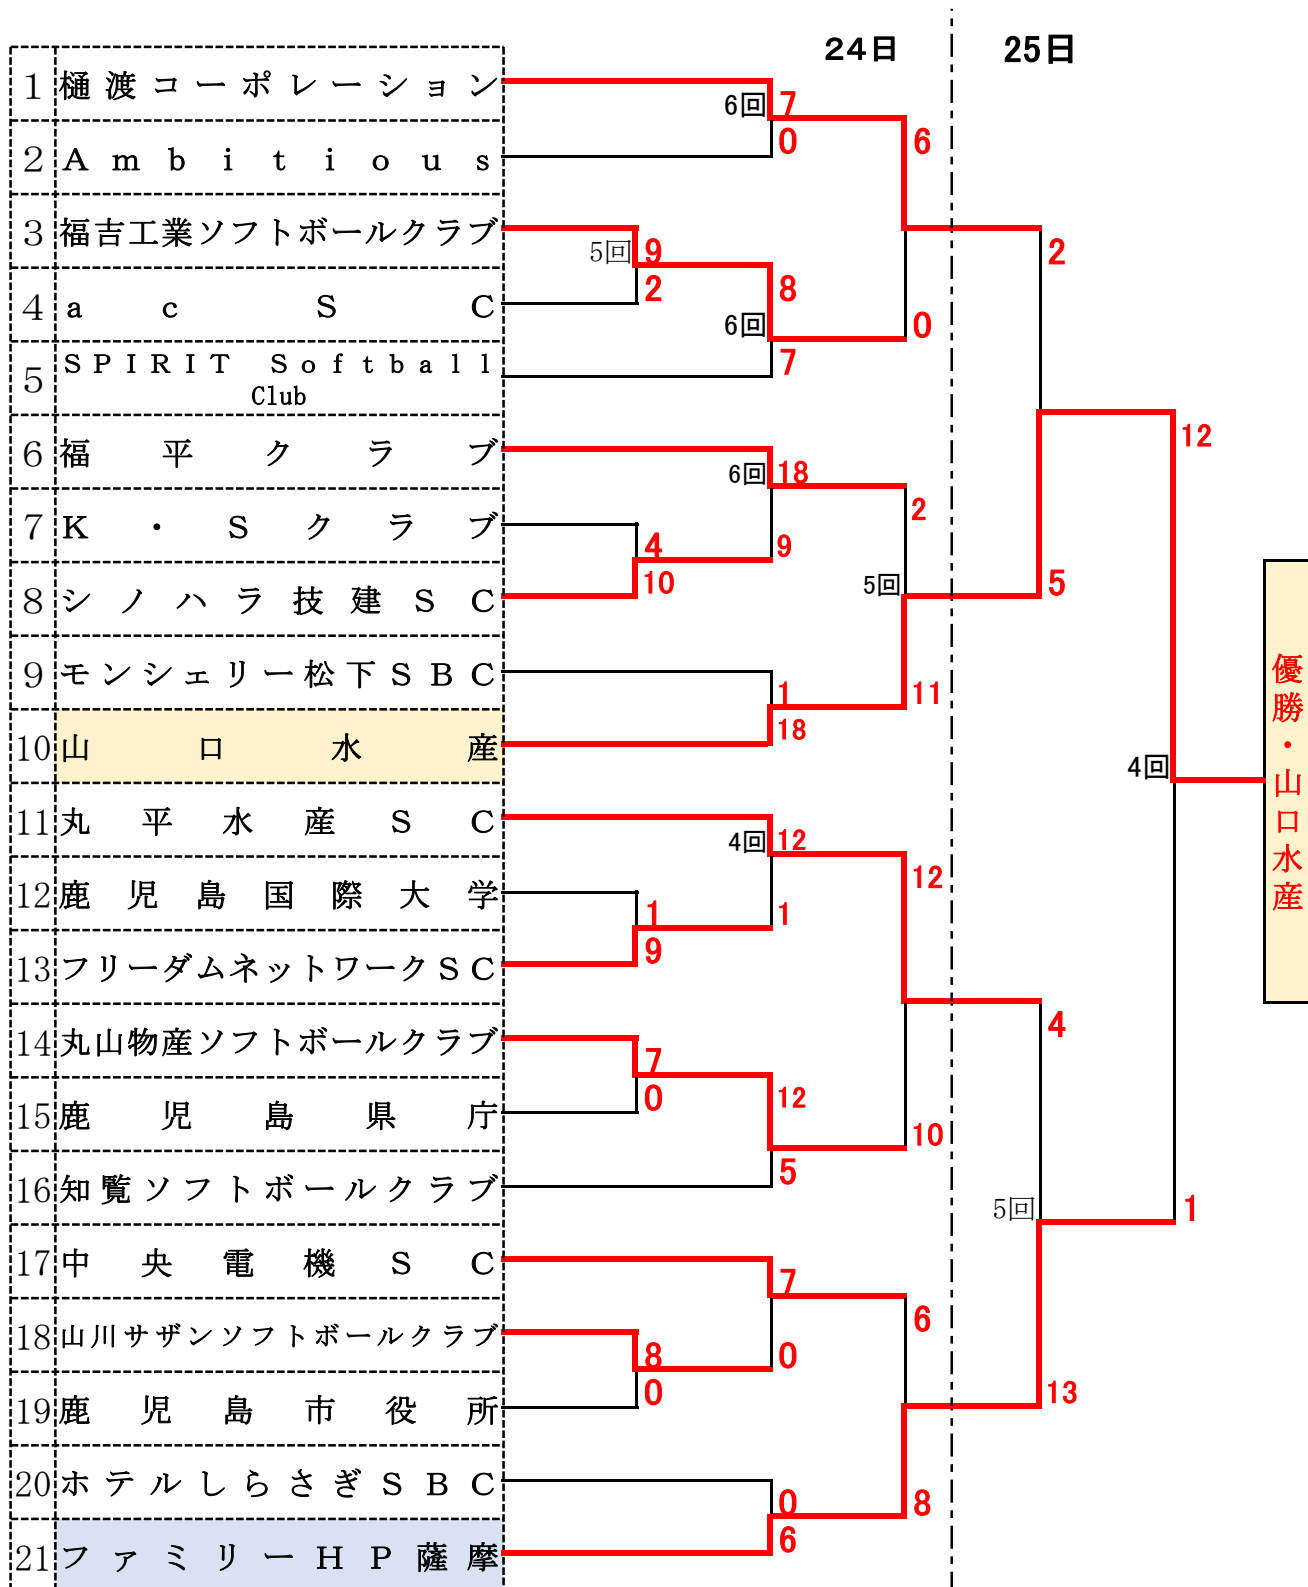 24日
25日
1 樋渡コーポレーション
2 Ambitious
3 福吉工業ソフトボールクラブ
4 ac SC
5 SPIRIT Softball
Club
6 福平クラブ
7 K・Sクラブ
8 シノハラ技建SC
9 モンシェリー松下SBC
10 山口水産
11 丸平水産SC
12 鹿児島国際大学
13 フリーダムネットワークSC
14 丸山物産ソフトボールクラブ
15 鹿児島県庁
16 知覧ソフトボールクラブ
17 中央電機SC
18 山川サザンソフトボールクラブ
19 鹿児島市役所
20 ホテルしらさぎSBC
21 ファミリーHP薩摩
5回
9
2
4
10
1
9
7
0
8
0
6回
7
0
8
6回
7
6回
18
9
1
18
4回
12
1
12
5
7
0
0
6
6
0
2
5回
11
12
10
6
8
2
5
4
5回
13
12
4回
1
優勝・山口水産